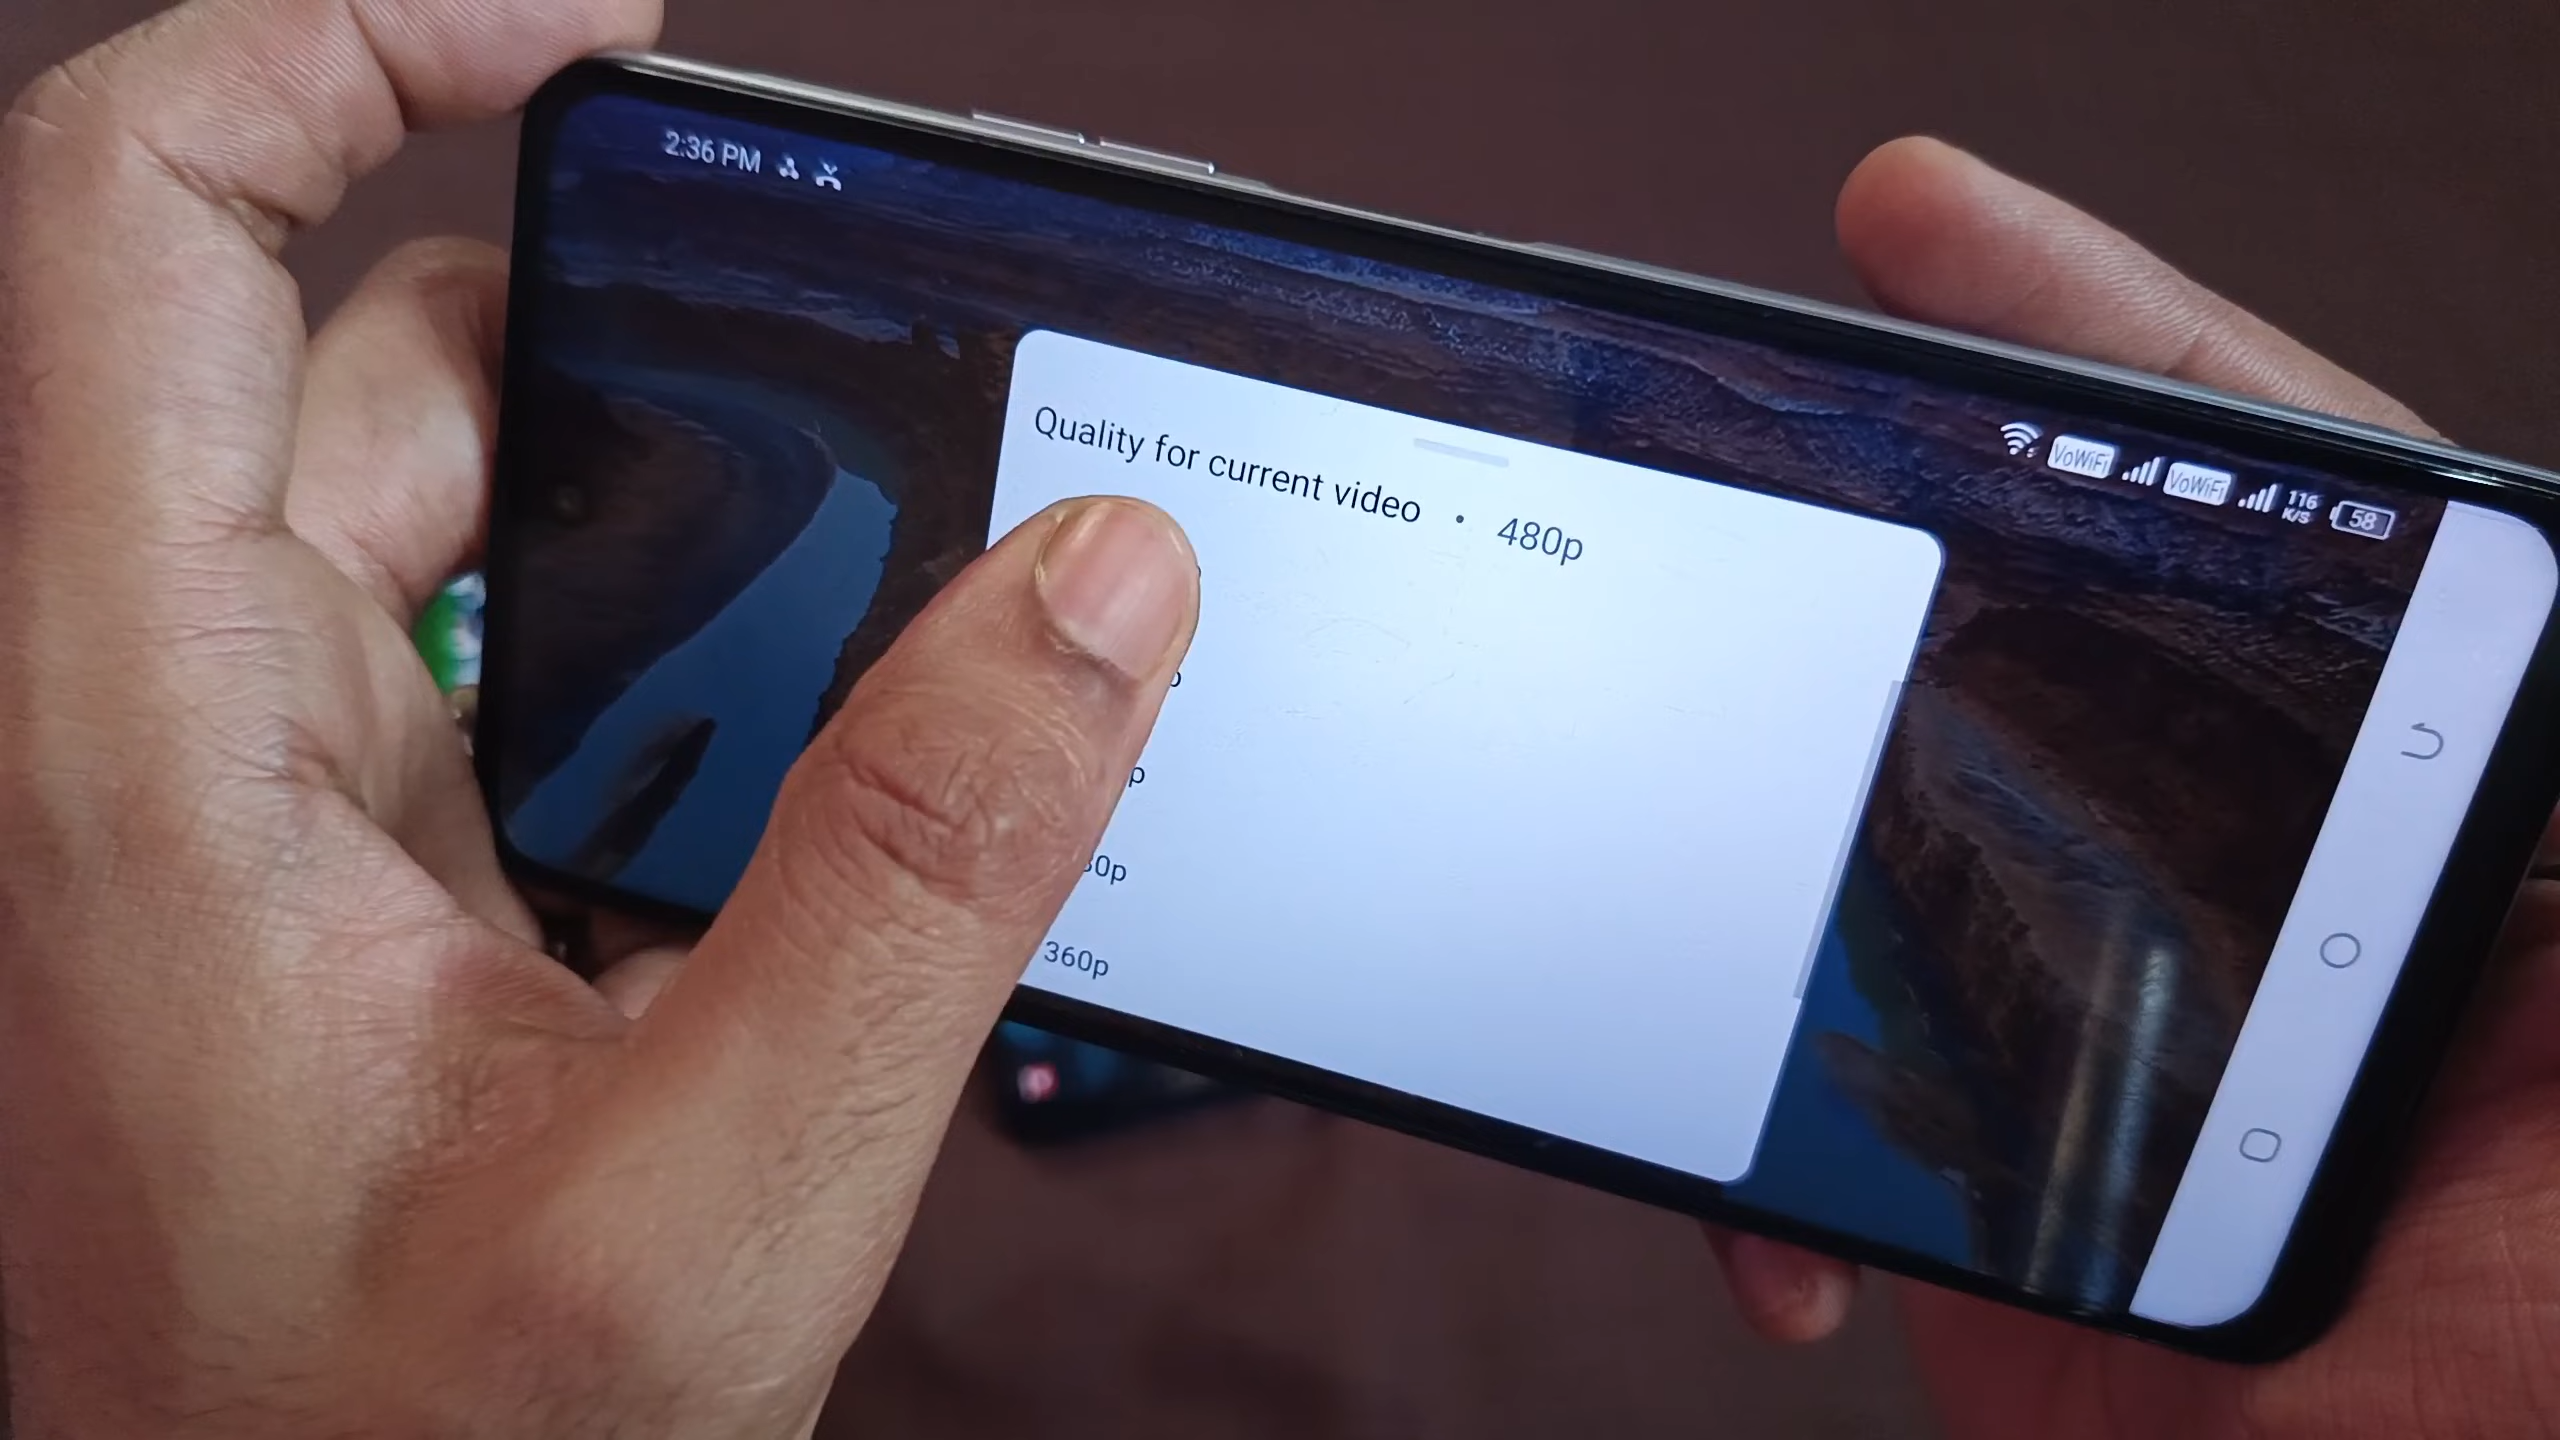 2:36 PM
VoWiFi VoWiFi 116 K/S 58
Quality for current video • 480p
360p